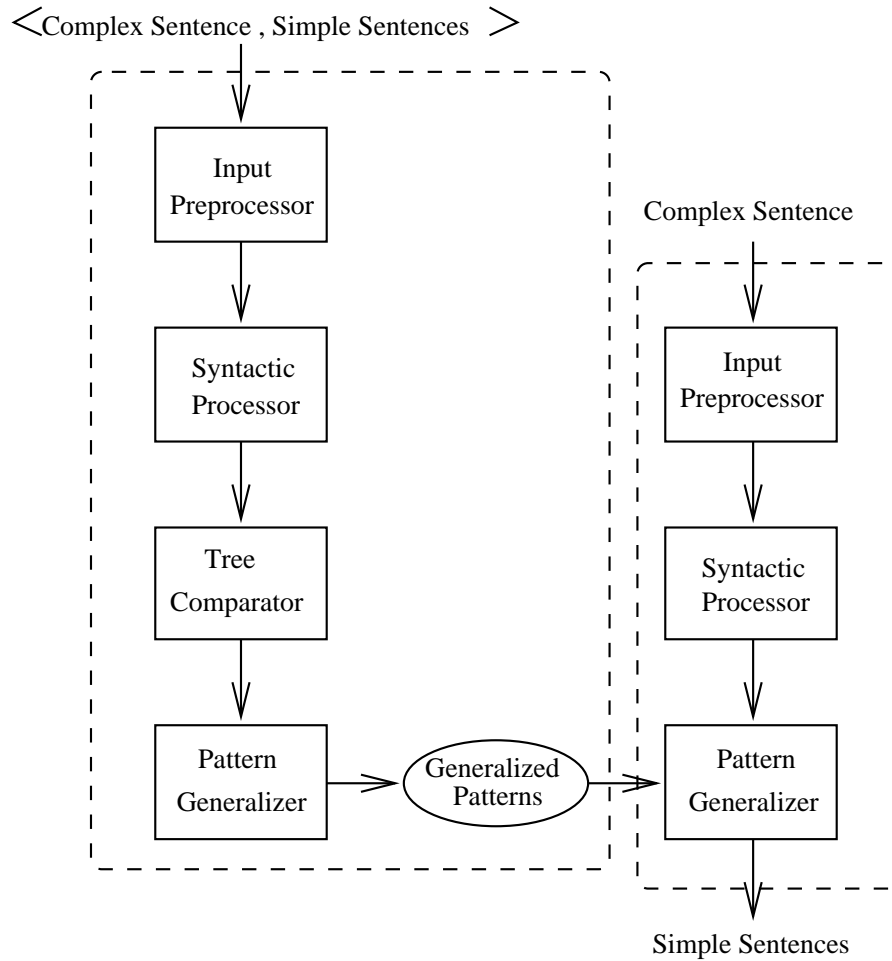 <Complex Sentence , Simple Sentences >
Input
Preprocessor
Syntactic
Processor
Tree
Comparator
Pattern
Generalizer
Generalized
Patterns
Complex Sentence
Input
Preprocessor
Syntactic
Processor
Pattern
Generalizer
Simple Sentences